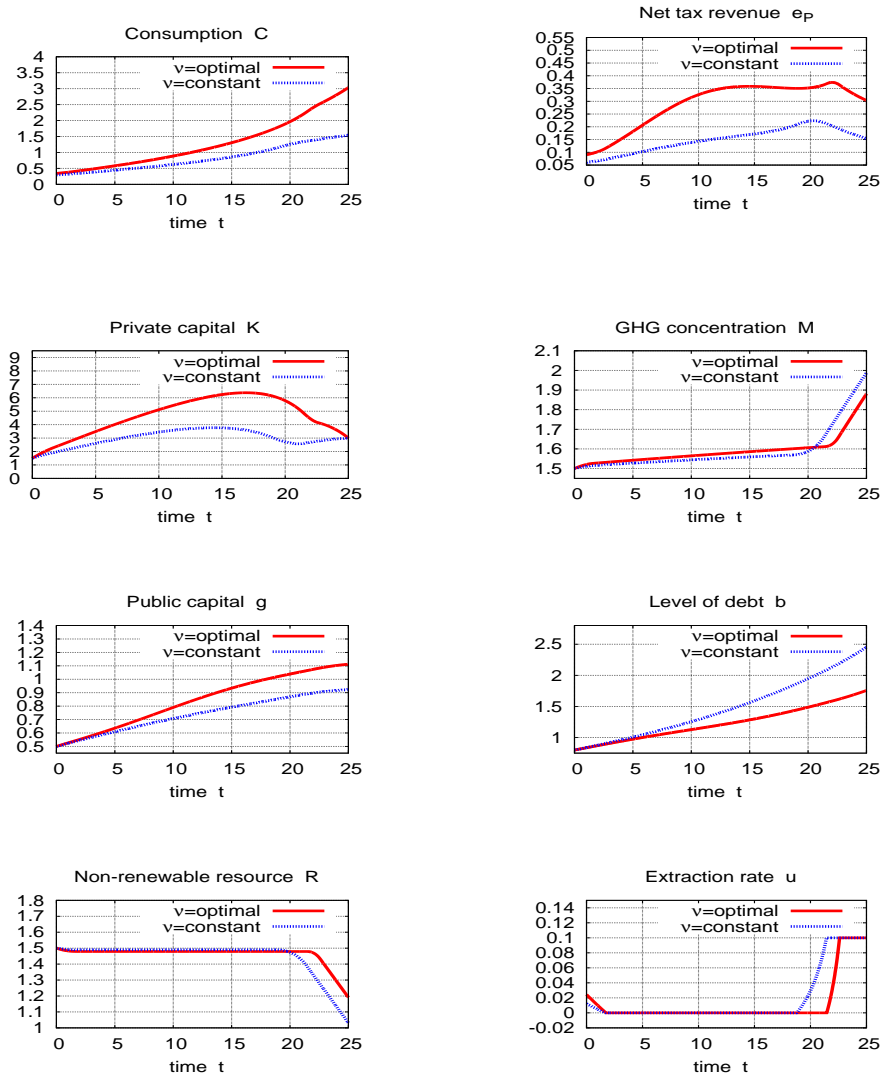 Consumption C
4
3.5
3
2.5
2
1.5
1
0.5
0
ν=optimal
ν=constant
0 5 10 15 20 25
time t
Net tax revenue eP
0.55
0.5
0.45
0.4
0.35
0.3
0.25
0.2
0.15
0.1
0.05
ν=optimal
ν=constant
0 5 10 15 20 25
time t
Private capital K
9
8
7
6
5
4
3
2
1
0
ν=optimal
ν=constant
0 5 10 15 20 25
time t
GHG concentration M
2.1
2
1.9
1.8
1.7
1.6
1.5
ν=optimal
ν=constant
0 5 10 15 20 25
time t
Public capital g
1.4
1.3
1.2
1.1
1
0.9
0.8
0.7
0.6
0.5
ν=optimal
ν=constant
0 5 10 15 20 25
time t
Level of debt b
2.5
2
1.5
1
ν=optimal
ν=constant
0 5 10 15 20 25
time t
Non-renewable resource R
1.8
1.7
1.6
1.5
1.4
1.3
1.2
1.1
1
ν=optimal
ν=constant
0 5 10 15 20 25
time t
Extraction rate u
0.14
0.12
0.1
0.08
0.06
0.04
0.02
0
-0.02
ν=optimal
ν=constant
0 5 10 15 20 25
time t